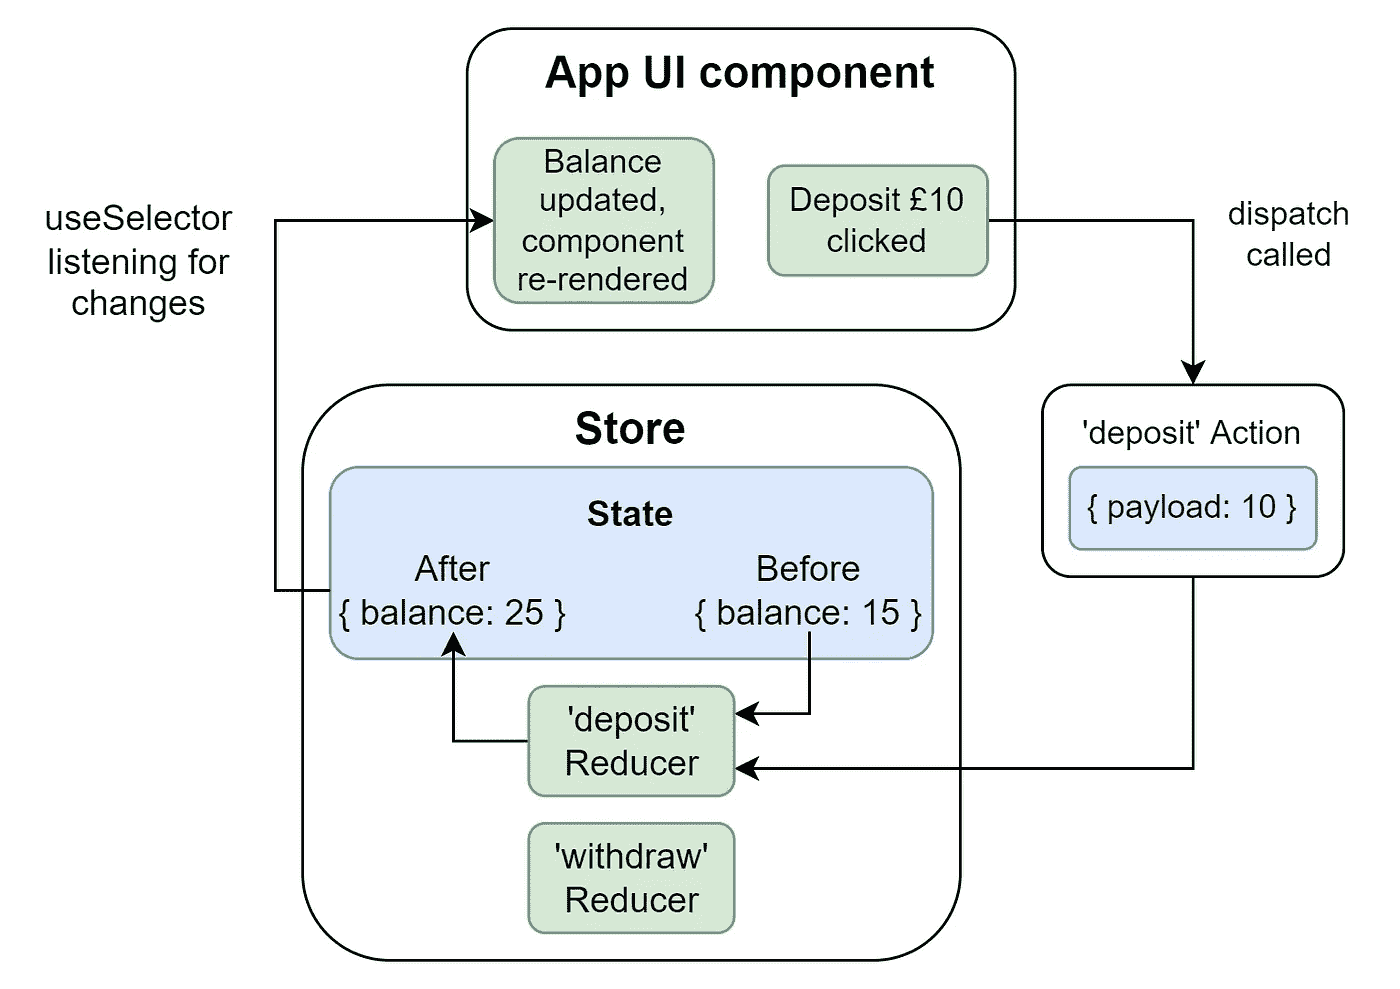 App UI component
Balance
updated,
component
re-rendered
Deposit £10
clicked
useSelector
listening for
changes
dispatch
called
Store
State
After
{ balance: 25 }
Before
{ balance: 15 }
'deposit' Action
{ payload: 10 }
'deposit'
Reducer
'withdraw'
Reducer